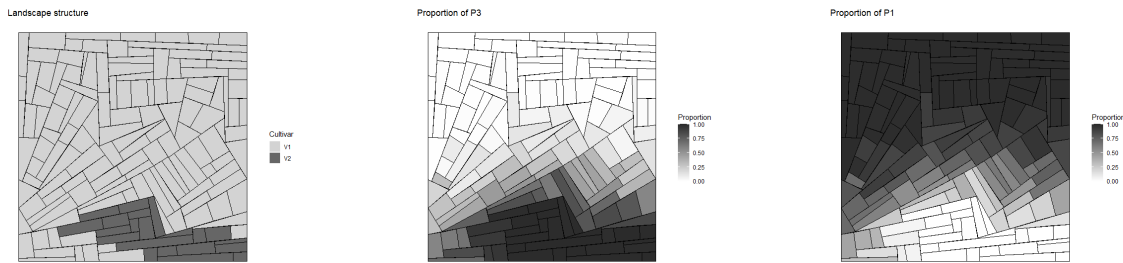 Landscape structure
Proportion of P3
Proportion of P1
Cultivar
V1
V2
Proportion
1.00
0.75
0.50
0.25
0.00
Proportion
1.00
0.75
0.50
0.25
0.00